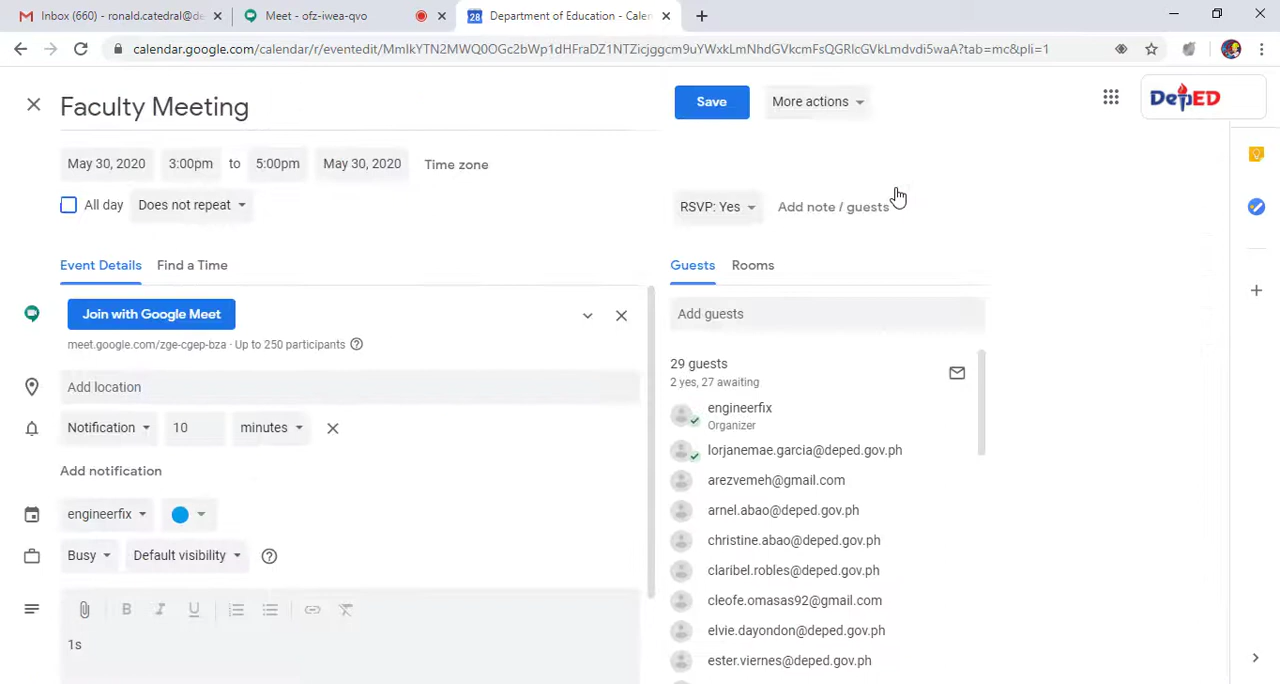 Inbox (660) - ronald.catedral@de
Meet - ofz-iwea-qvo
28
Department of Education - Calen
calendar.google.com/calendar/r/eventedit/MmlkYTN2MWQ0OGc2bWp1dHFraDZ1NTZicjggcm9uYWxkLmNhdGVkcmFsQGRlcGVkLmdvdi5waA?tab=mc&pli=1
Faculty Meeting
Save
More actions
DepED
May 30, 2020
3:00pm
to
5:00pm
May 30, 2020
Time zone
All day
Does not repeat
RSVP: Yes
Add note / guests
Event Details
Find a Time
Guests
Rooms
Join with Google Meet
meet.google.com/zge-cgep-bza · Up to 250 participants
Add location
Notification
10
minutes
Add notification
engineerfix
Busy
Default visibility
B I U
1s
Add guests
29 guests
2 yes, 27 awaiting
engineerfix
Organizer
lorjanemae.garcia@deped.gov.ph
arezvemeh@gmail.com
arnel.abao@deped.gov.ph
christine.abao@deped.gov.ph
claribel.robles@deped.gov.ph
cleofe.omasas92@gmail.com
elvie.dayondon@deped.gov.ph
ester.viernes@deped.gov.ph